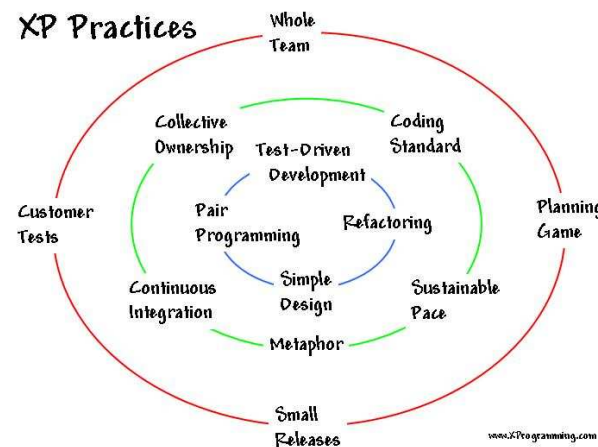 XP Practices
Whole
Team
Collective
Ownership
Test-Driven
Development
Coding
Standard
Customer
Tests
Pair
Programming
Refactoring
Planning
Game
Continuous
Integration
Simple
Design
Sustainable
Pace
Metaphor
Small
Releases
www.XProgramming.com